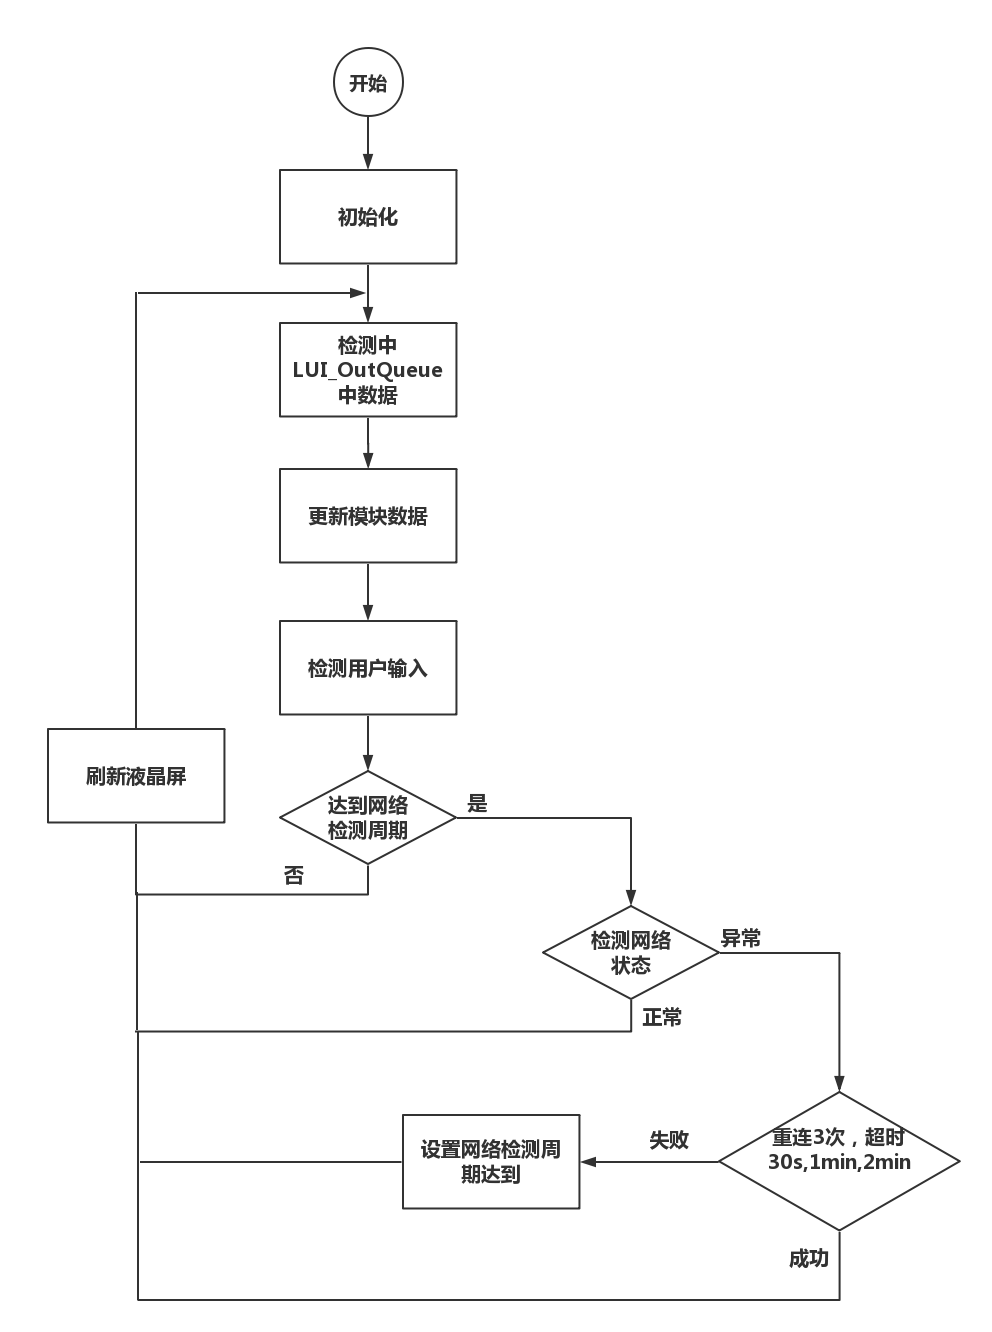 开始
初始化
检测中
LUI_OutQueue
中数据
更新模块数据
检测用户输入
刷新液晶屏
达到网络
检测周期
是
否
检测网络
状态
异常
正常
重连3次，超时
30s,1min,2min
失败
设置网络检测周
期达到
成功